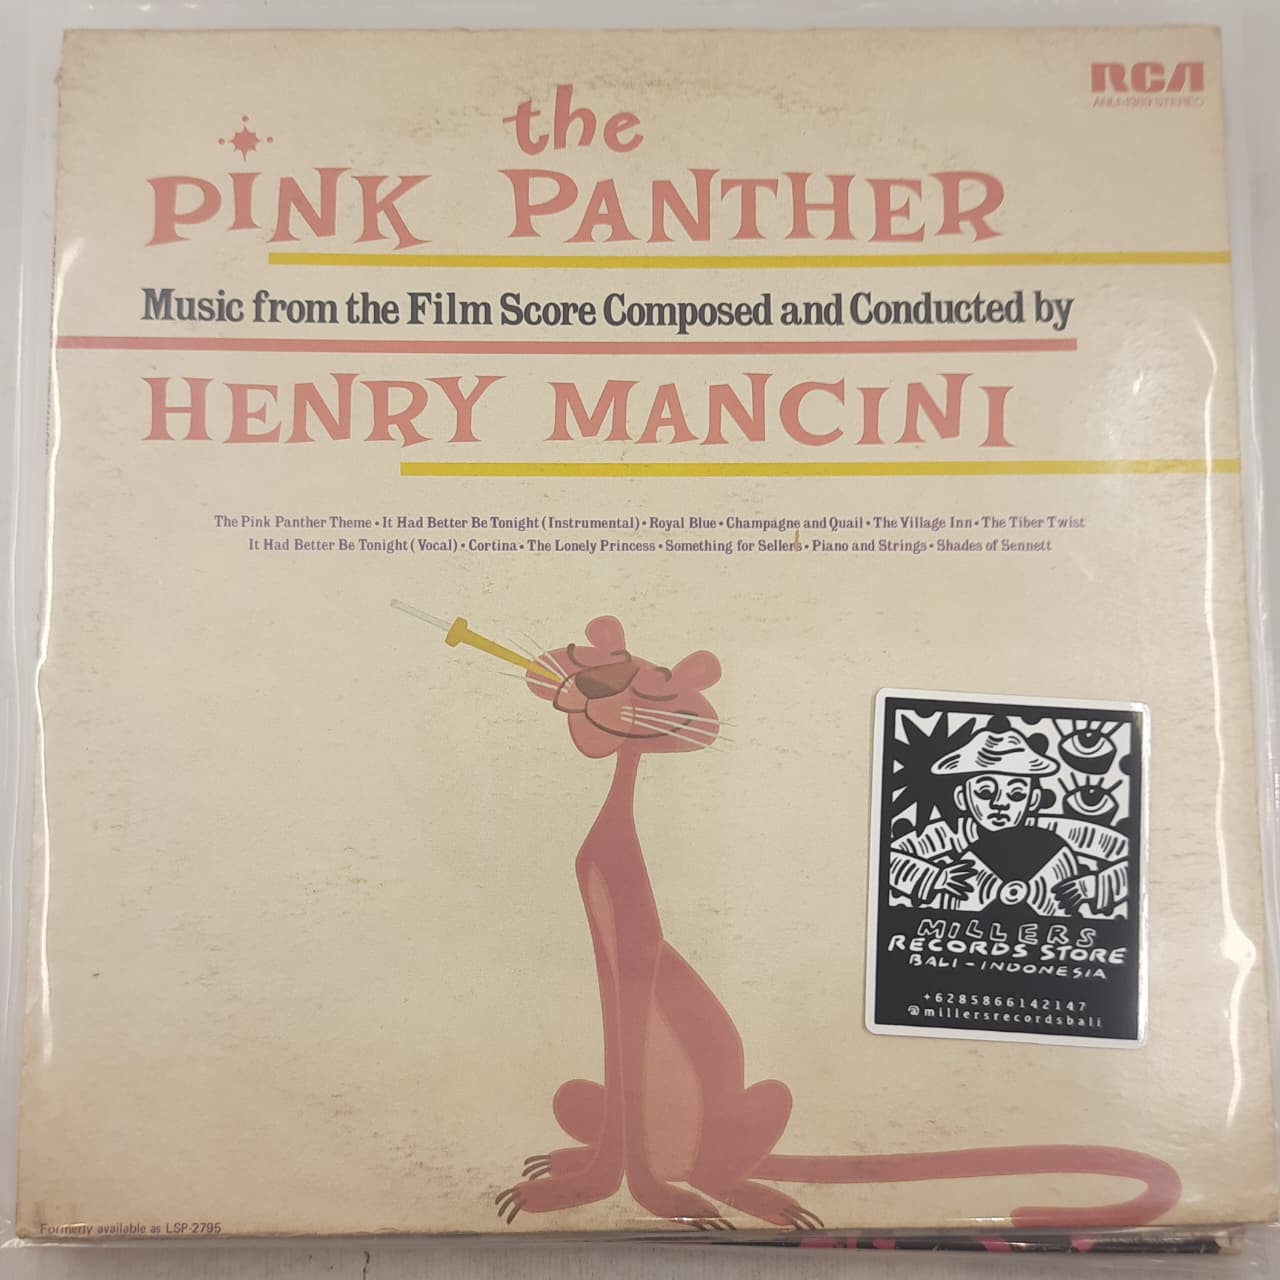 the
RCA
ANL1-1389 STEREO
PINK PANTHER
Music from the Film Score Composed and Conducted by
HENRY MANCINI
The Pink Panther Theme • It Had Better Be Tonight (Instrumental) • Royal Blue • Champagne and Quail • The Village Inn • The Tiber Twist
It Had Better Be Tonight ( Vocal) • Cortina • The Lonely Princess • Something for Sellers • Piano and Strings • Shades of Sennett
MILLERS
RECORDS STORE
BALI - INDONESIA
+6285866142147
@millersrecordsbali
Formerly available as LSP-2795